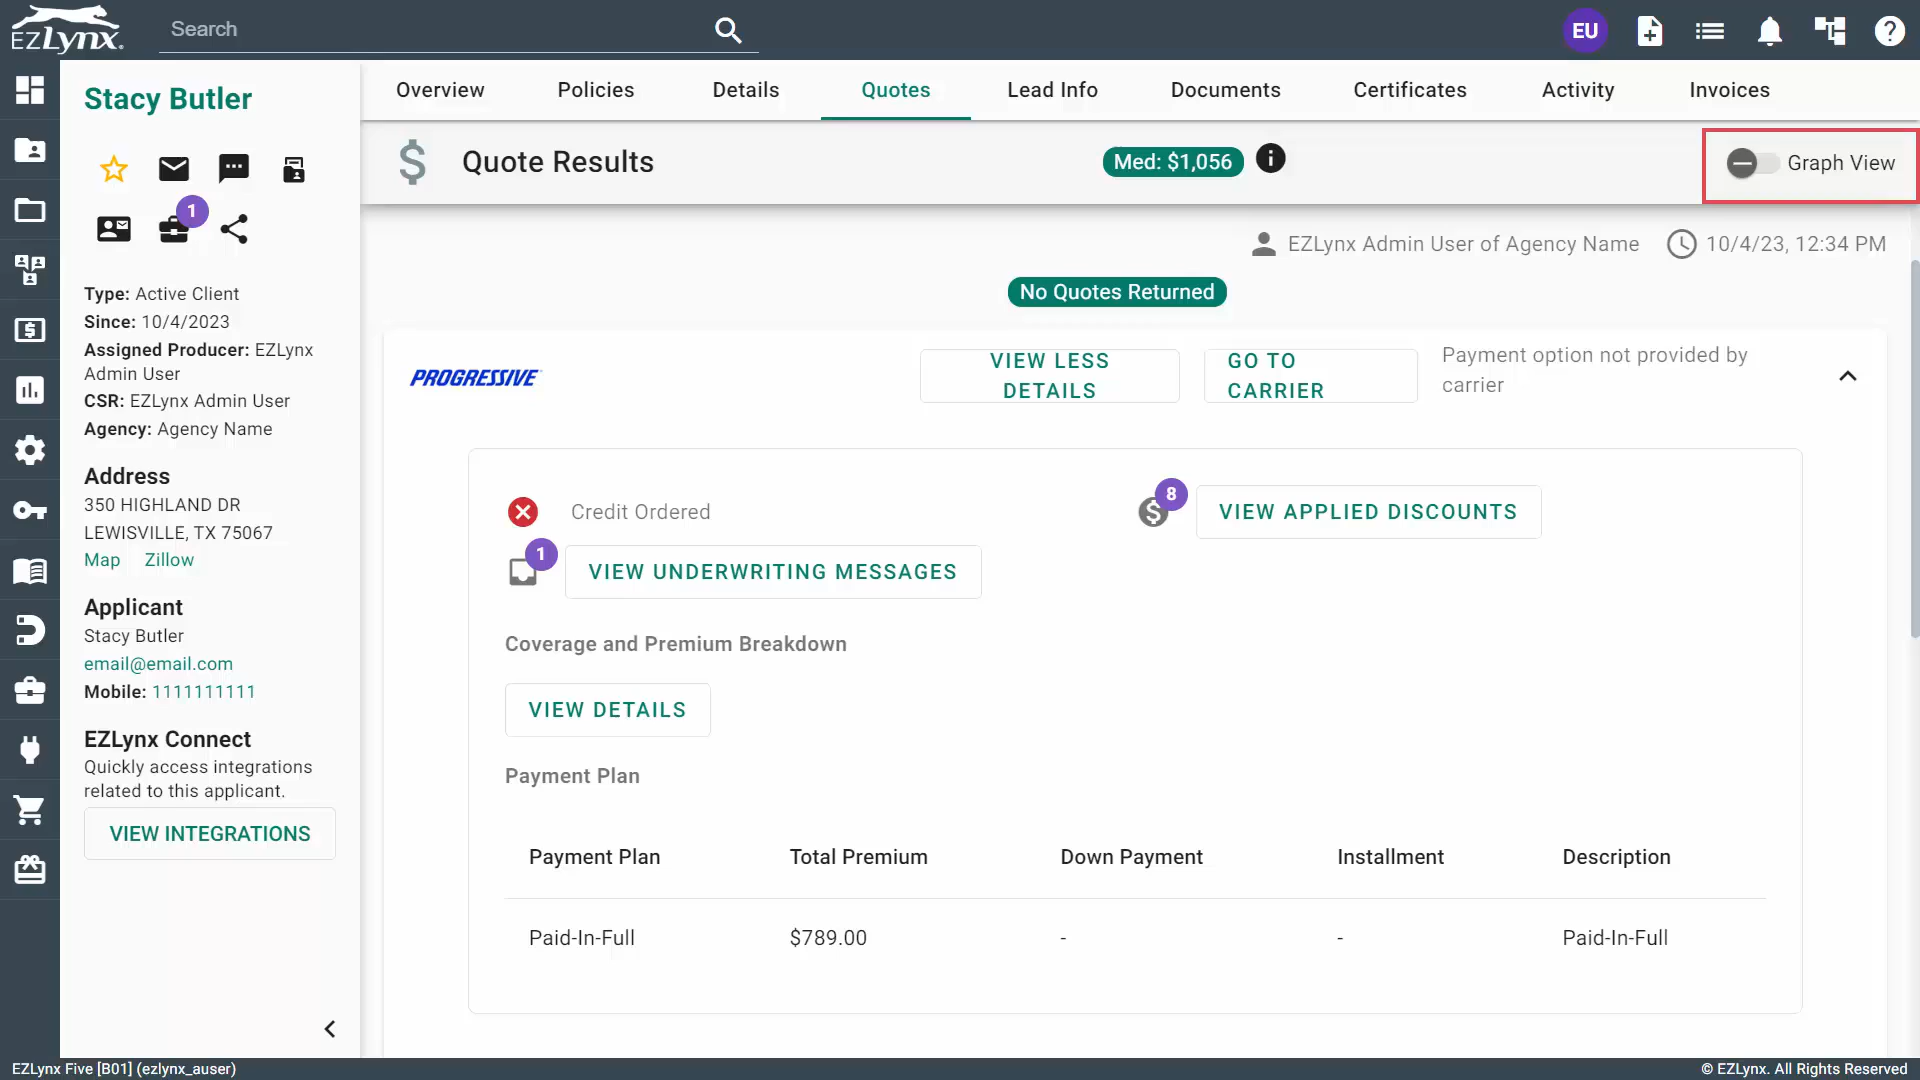 EZLynx
Search
EU
Stacy Butler
Overview
Policies
Details
Quotes
Lead Info
Documents
Certificates
Activity
Invoices
1
Type: Active Client
Since: 10/4/2023
Assigned Producer: EZLynx
Admin User
CSR: EZLynx Admin User
Agency: Agency Name
Address
350 HIGHLAND DR
LEWISVILLE, TX 75067
Map Zillow
Applicant
Stacy Butler
email@email.com
Mobile: 1111111111
EZLynx Connect
Quickly access integrations
related to this applicant.
VIEW INTEGRATIONS
Quote Results
Med: $1,056
Graph View
EZLynx Admin User of Agency Name
10/4/23, 12:34 PM
No Quotes Returned
PROGRESSIVE
VIEW LESS
DETAILS
GO TO
CARRIER
Payment option not provided by
carrier
Credit Ordered
8
VIEW APPLIED DISCOUNTS
1
VIEW UNDERWRITING MESSAGES
Coverage and Premium Breakdown
VIEW DETAILS
Payment Plan
Payment Plan Total Premium Down Payment Installment Description
Paid-In-Full $789.00 - - Paid-In-Full
EZLynx Five [B01] (ezlynx_auser)
© EZLynx. All Rights Reserved